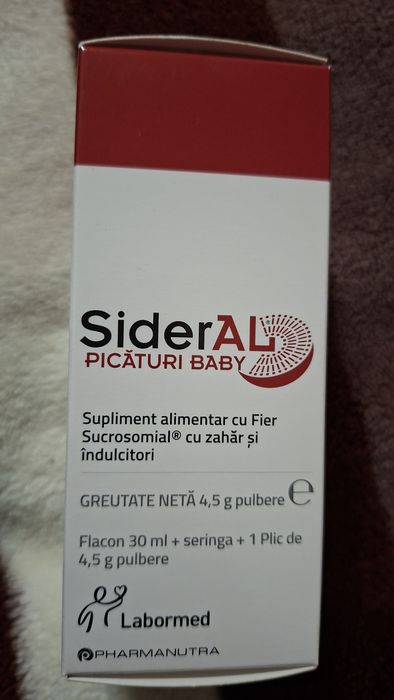 SiderAL
PICĂTURI BABY
Supliment alimentar cu Fier
Sucrosomial® cu zahăr și
îndulcitori
GREUTATE NETĂ 4,5 g pulbere ℮
Flacon 30 ml + seringa + 1 Plic de
4,5 g pulbere
Labormed
PHARMANUTRA